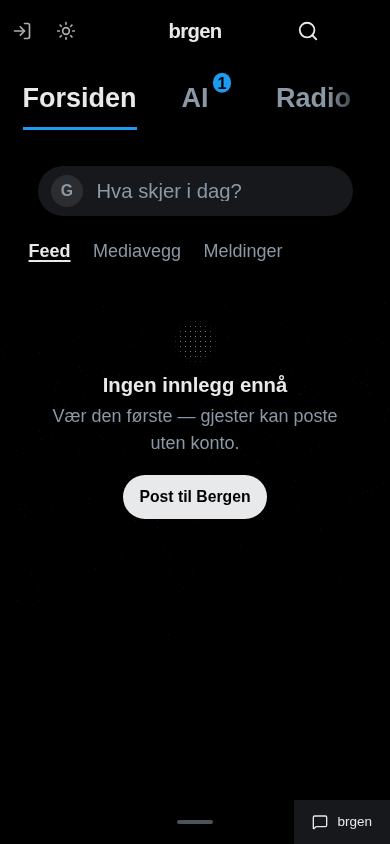 brgen
Forsiden AI 1 Radio
G Hva skjer i dag?
Feed Mediavegg Meldinger
Ingen innlegg ennå
Vær den første — gjester kan poste
uten konto.
Post til Bergen
brgen